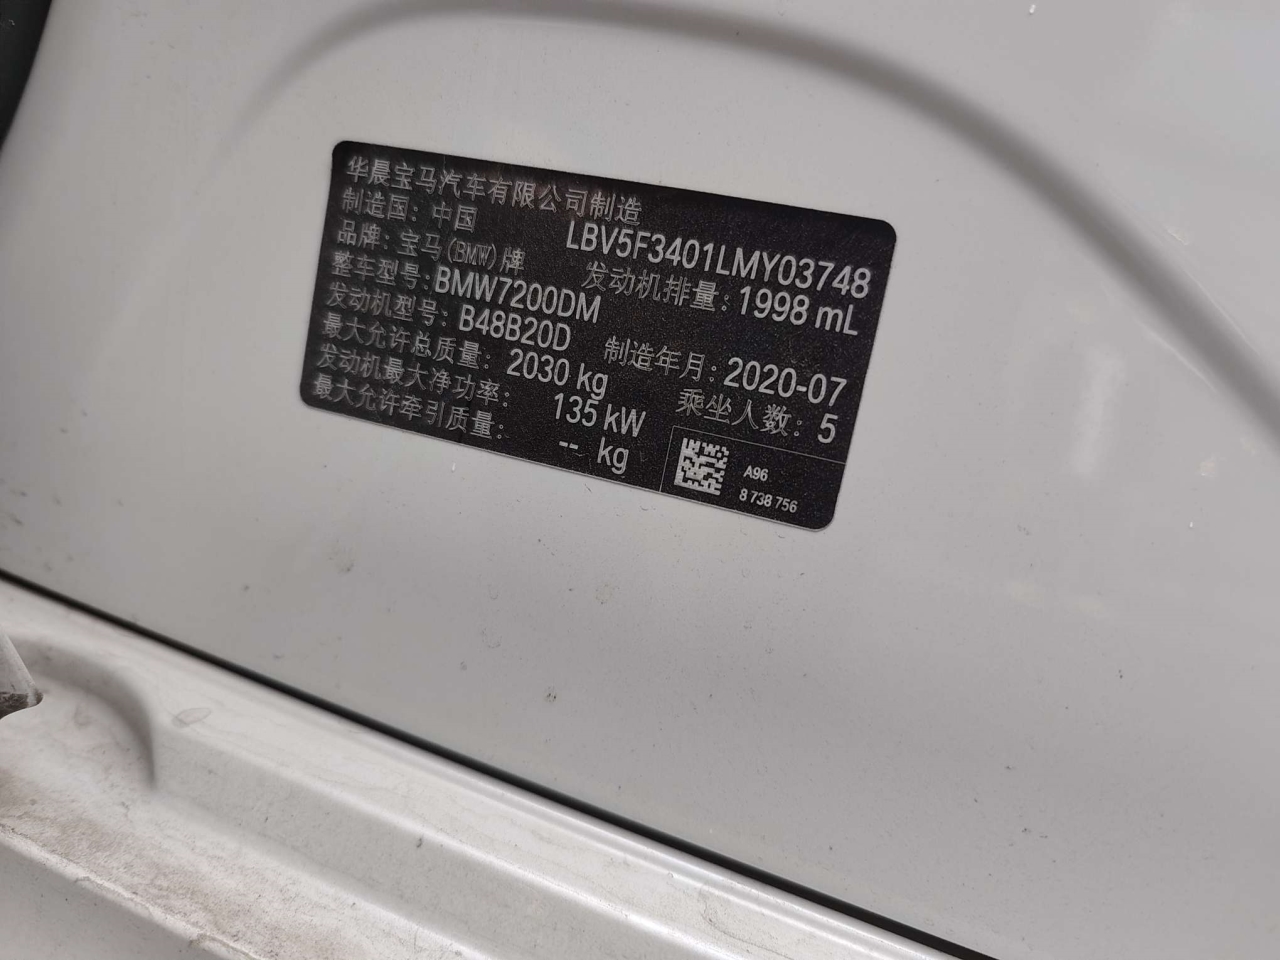 华晨宝马汽车有限公司制造
制造国：中国 LBV5F3401LMY03748
品牌：宝马(BMW)牌 发动机排量：1998 mL
整车型号：BMW7200DM
发动机型号：B48B20D 制造年月：2020-07
最大允许总质量：2030 kg 乘坐人数：5
发动机最大净功率：135 kW
最大允许牵引质量：-- kg
A96
8 738 756